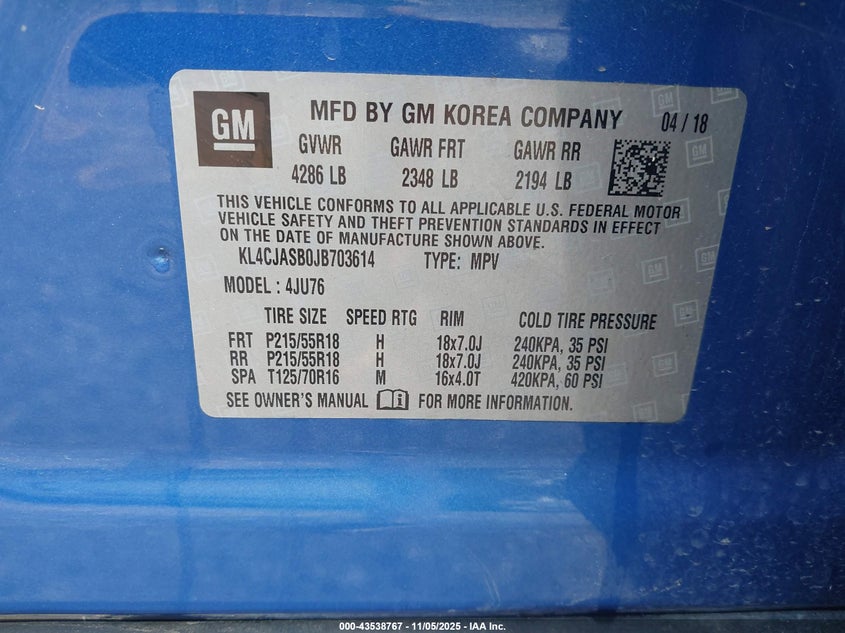 GM MFD BY GM KOREA COMPANY 04 / 18
GVWR GAWR FRT GAWR RR
4286 LB 2348 LB 2194 LB
THIS VEHICLE CONFORMS TO ALL APPLICABLE U.S. FEDERAL MOTOR
VEHICLE SAFETY AND THEFT PREVENTION STANDARDS IN EFFECT
ON THE DATE OF MANUFACTURE SHOWN ABOVE.
KL4CJASB0JB703614 TYPE: MPV
MODEL : 4JU76
TIRE SIZE SPEED RTG RIM COLD TIRE PRESSURE
FRT P215/55R18 H 18x7.0J 240KPA, 35 PSI
RR P215/55R18 H 18x7.0J 240KPA, 35 PSI
SPA T125/70R16 M 16x4.0T 420KPA, 60 PSI
SEE OWNER'S MANUAL i FOR MORE INFORMATION.
000-43538767 - 11/05/2025 - IAA Inc.